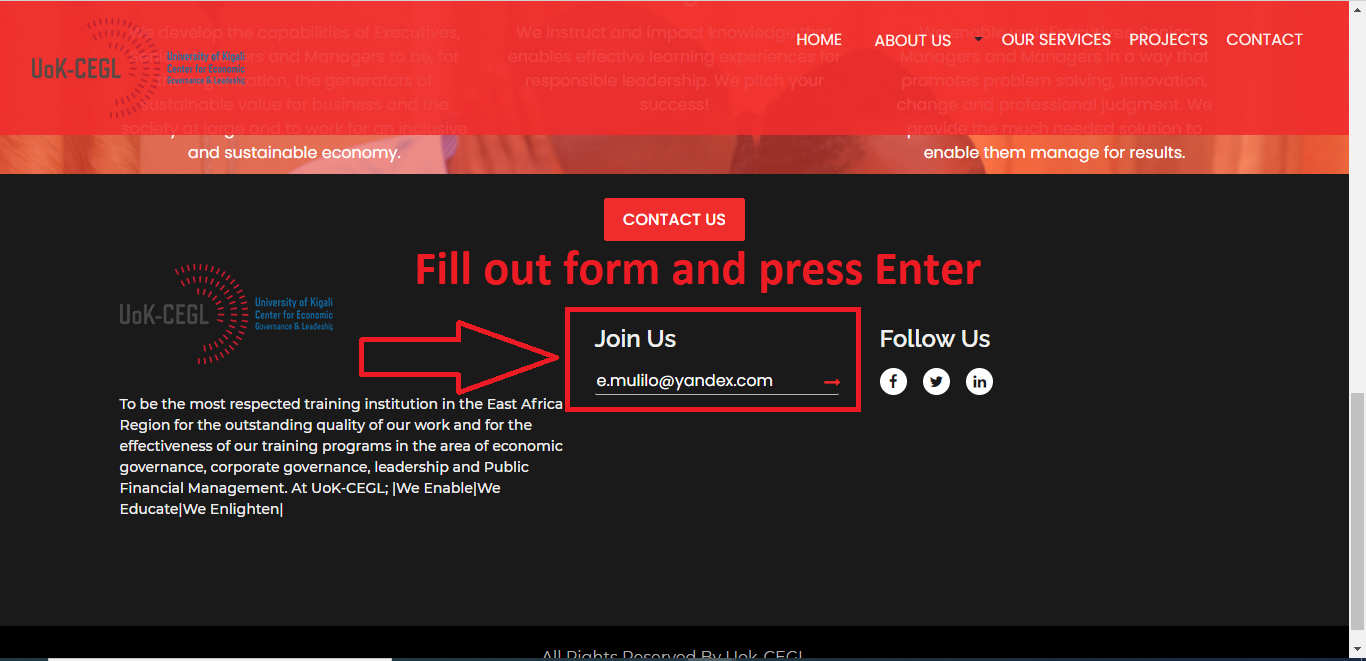 HOME ABOUT US OUR SERVICES PROJECTS CONTACT
We develop the capabilities of Executives,
We instruct and impact knowledge
UoK-CEGL
University of Kigali
Center for Economic
Governance & Leadership
and Managers to be, for
enables effective learning experiences for
Managers and Managers in a way that
the generators of
responsible leadership. We pitch your
promotes problem solving, innovation,
sustainable value for business and the
success!
change and professional judgment. We
society at large and to work for an inclusive
provide the much needed solution to
and sustainable economy.
enable them manage for results.
CONTACT US
Fill out form and press Enter
UoK-CEGL
University of Kigali
Center for Economic
Governance & Leadership
Join Us
e.mulilo@yandex.com
Follow Us
To be the most respected training institution in the East Africa
Region for the outstanding quality of our work and for the
effectiveness of our training programs in the area of economic
governance, corporate governance, leadership and Public
Financial Management. At UoK-CEGL; |We Enable|We
Educate|We Enlighten|
All Rights Reserved By Uok-CEGL